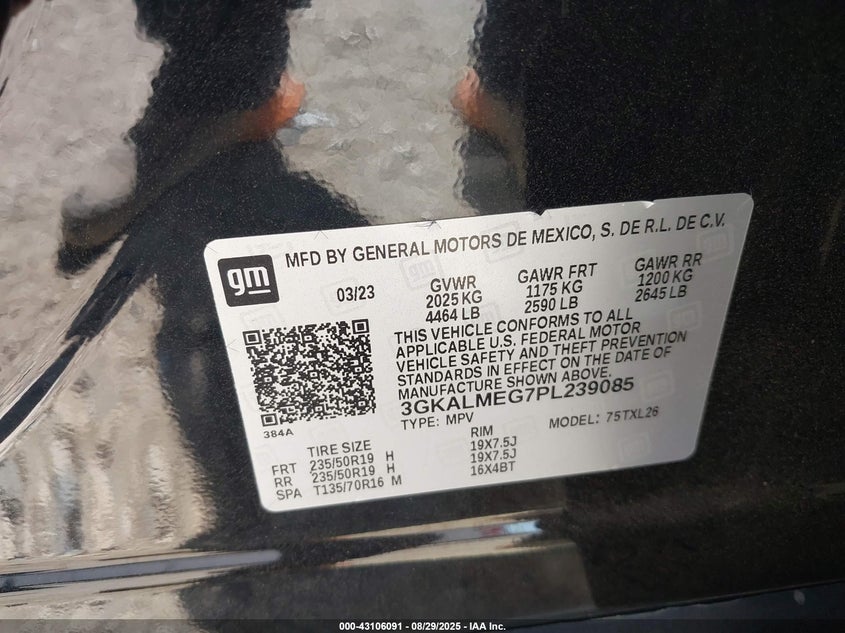 gm
MFD BY GENERAL MOTORS DE MEXICO, S. DE R.L. DE C.V.
03/23 GVWR GAWR FRT GAWR RR
2025 KG 1175 KG 1200 KG
4464 LB 2590 LB 2645 LB
THIS VEHICLE CONFORMS TO ALL
APPLICABLE U.S. FEDERAL MOTOR
VEHICLE SAFETY AND THEFT PREVENTION
STANDARDS IN EFFECT ON THE DATE OF
MANUFACTURE SHOWN ABOVE.
3GKALMEG7PL239085
384A
TYPE: MPV MODEL: 75TXL26
TIRE SIZE RIM
FRT 235/50R19 H 19X7.5J
RR 235/50R19 H 19X7.5J
SPA T135/70R16 M 16X4BT
000-43106091 - 08/29/2025 - IAA Inc.